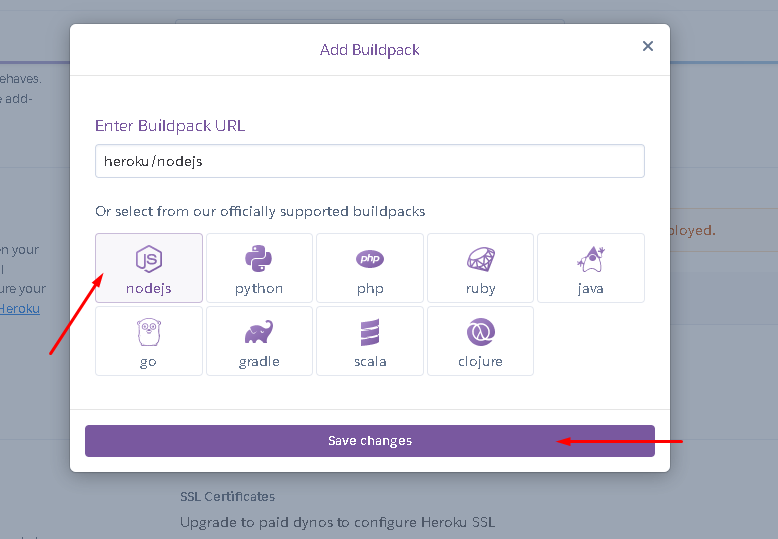 Add Buildpack
ehaves.
add-
Enter Buildpack URL
heroku/nodejs
Or select from our officially supported buildpacks
ployed.
en your
ure your
Heroku
JS
php
nodejs
python
php
ruby
java
go
gradle
scala
clojure
Save changes
SSL Certificates
Upgrade to paid dynos to configure Heroku SSL